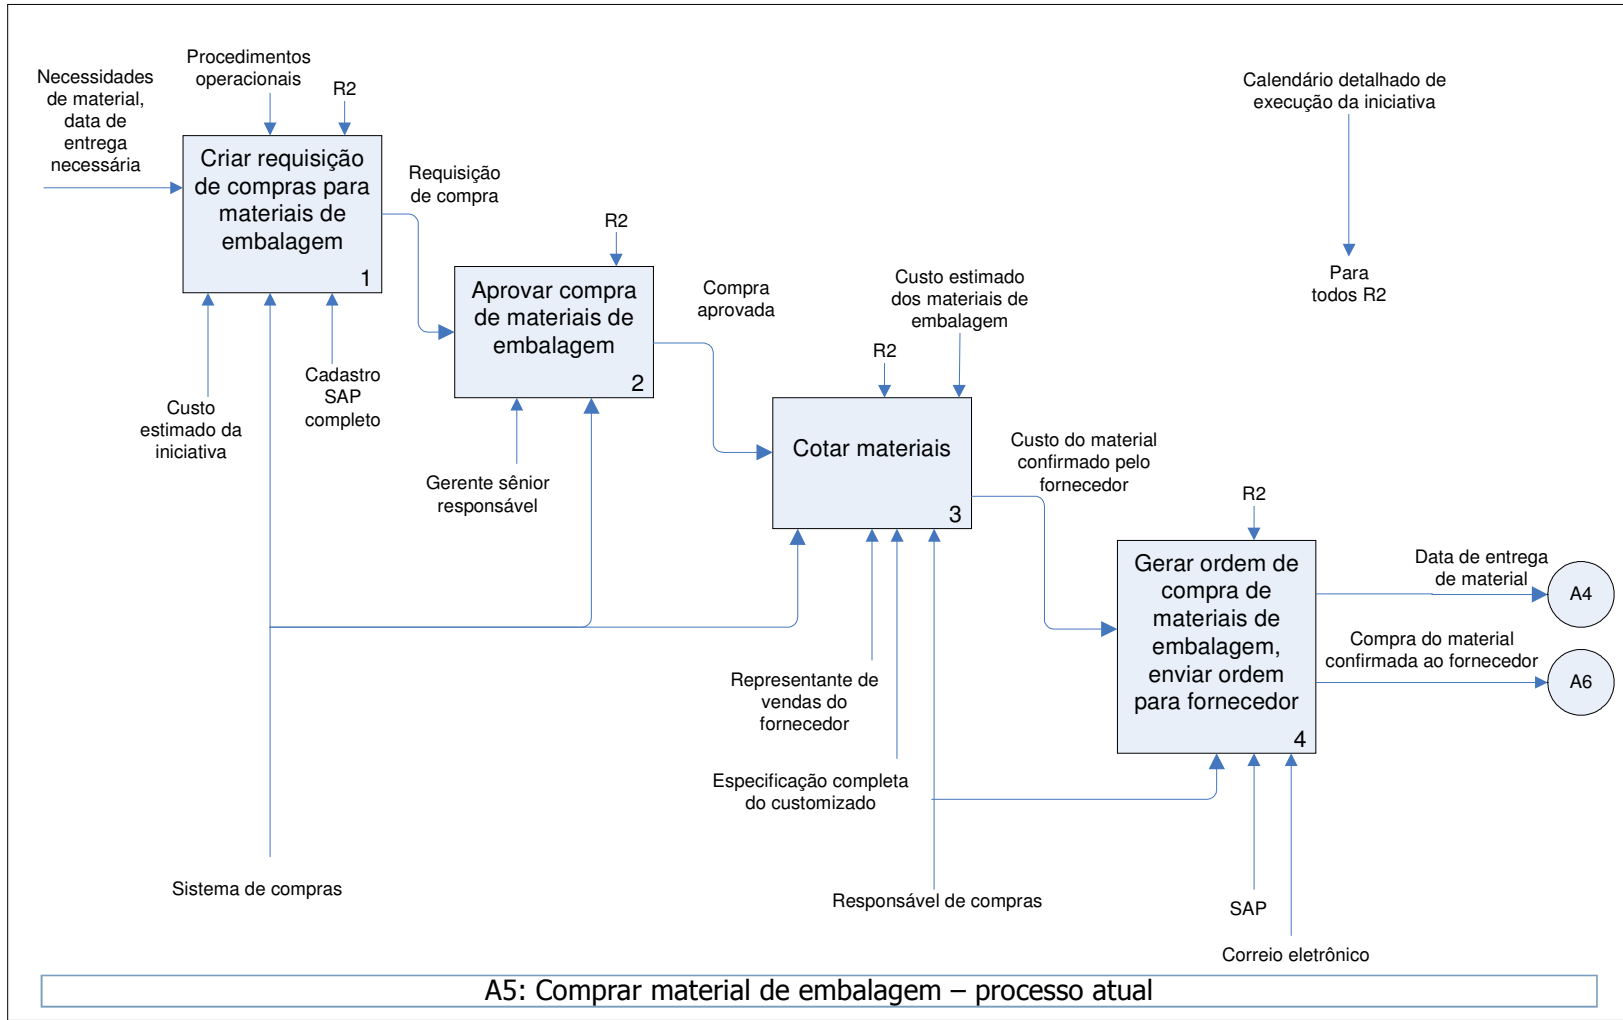 Necessidades
de material,
data de
entrega
necessária
Procedimentos
operacionais
R2
Criar requisição
de compras para
materiais de
embalagem
1
Requisição
de compra
Custo
estimado da
iniciativa
Cadastro
SAP
completo
R2
Aprovar compra
de materiais de
embalagem
2
Compra
aprovada
Gerente sênior
responsável
R2
Custo estimado
dos materiais de
embalagem
Cotar materiais
3
Custo do material
confirmado pelo
fornecedor
Calendário detalhado de
execução da iniciativa
Para
todos R2
R2
Gerar ordem de
compra de
materiais de
embalagem,
enviar ordem
para fornecedor
4
Data de entrega
de material
A4
Compra do material
confirmada ao fornecedor
A6
Representante de
vendas do
fornecedor
Especificação completa
do customizado
Sistema de compras
Responsável de compras
SAP
Correio eletrônico
A5: Comprar material de embalagem – processo atual